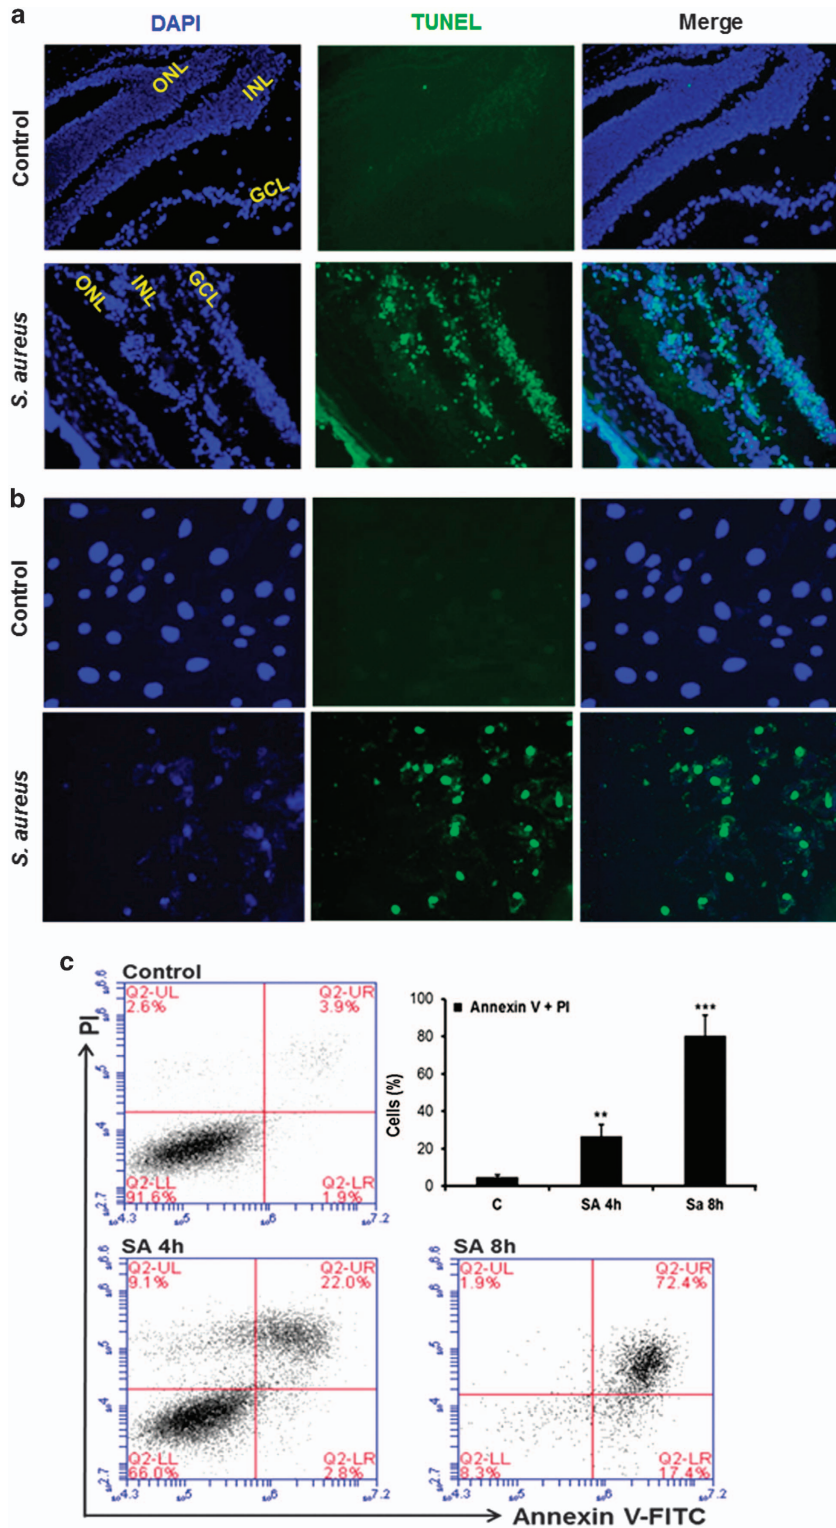 a
DAPI
TUNEL
Merge
Control
ONL
INL
GCL
S. aureus
ONL
INL
GCL
b
Control
S. aureus
c
Control
PI
Q2-UL
2.6%
Q2-UR
3.9%
Q2-LL
91.6%
Q2-LR
1.9%
Annexin V + PI
Cells (%)
100
80
60
40
20
0
**
***
C
SA 4h
Sa 8h
SA 4h
Q2-UL
9.1%
Q2-UR
22.0%
Q2-LL
66.0%
Q2-LR
2.8%
SA 8h
Q2-UL
1.9%
Q2-UR
72.4%
Q2-LL
8.3%
Q2-LR
17.4%
Annexin V-FITC